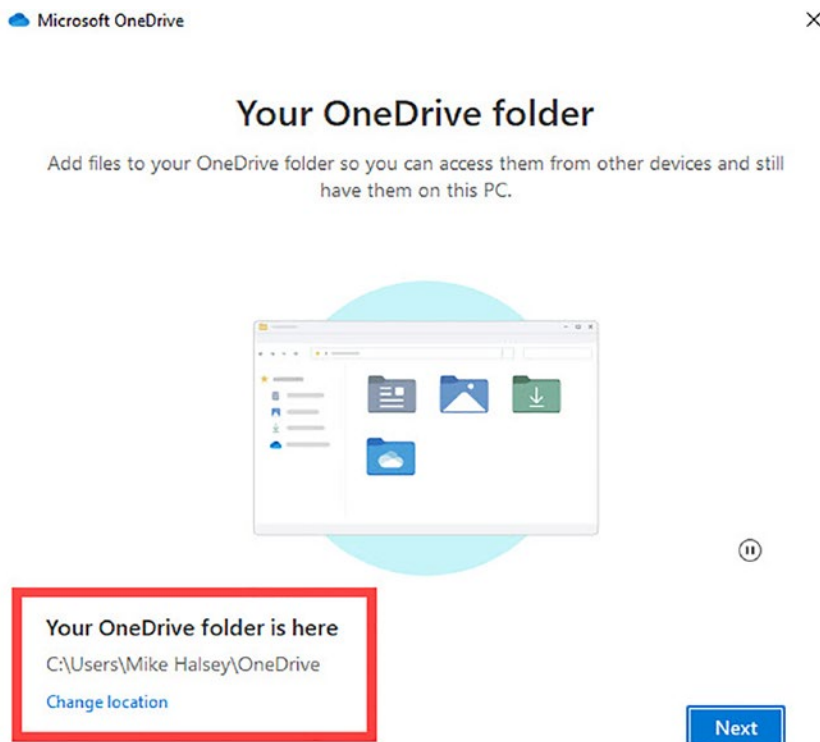 Microsoft OneDrive
Your OneDrive folder
Add files to your OneDrive folder so you can access them from other devices and still
have them on this PC.
Your OneDrive folder is here
C:\Users\Mike Halsey\OneDrive
Change location
Next